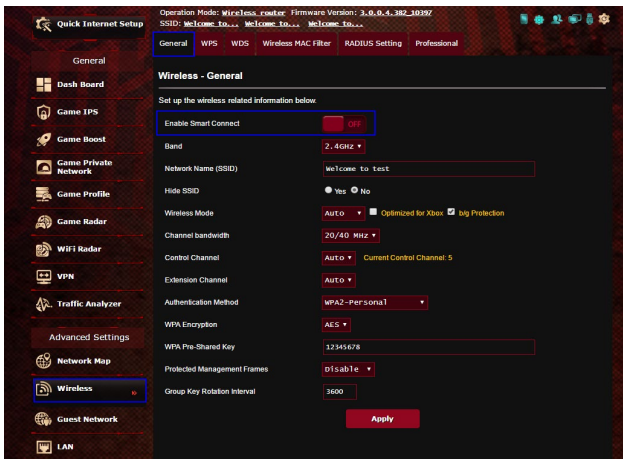 Quick Internet Setup
Operation Mode: Wireless router Firmware Version: 3.0.0.4.382_10397
SSID: Welcome to... Welcome to... Welcome to...
General WPS WDS Wireless MAC Filter RADIUS Setting Professional
General
Dash Board
Game IPS
Game Boost
Game Private
Network
Game Profile
Game Radar
WiFi Radar
VPN
Traffic Analyzer
Advanced Settings
Network Map
Wireless
Guest Network
LAN
Wireless - General
Set up the wireless related information below.
Enable Smart Connect OFF
Band 2.4GHz
Network Name (SSID) Welcome to test
Hide SSID Yes No
Wireless Mode Auto Optimized for Xbox b/g Protection
Channel bandwidth 20/40 MHz
Control Channel Auto Current Control Channel: 5
Extension Channel Auto
Authentication Method WPA2-Personal
WPA Encryption AES
WPA Pre-Shared Key 12345678
Protected Management Frames Disable
Group Key Rotation Interval 3600
Apply